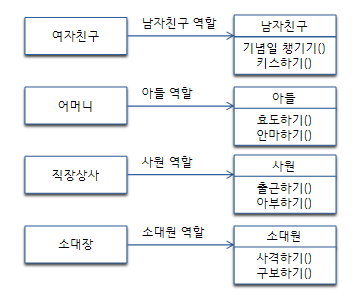 여자친구
남자친구 역할
남자친구
기념일 챙기기()
키스하기()
어머니
아들 역할
아들
효도하기()
안마하기()
직장상사
사원 역할
사원
출근하기()
아부하기()
소대장
소대원 역할
소대원
사격하기()
구보하기()